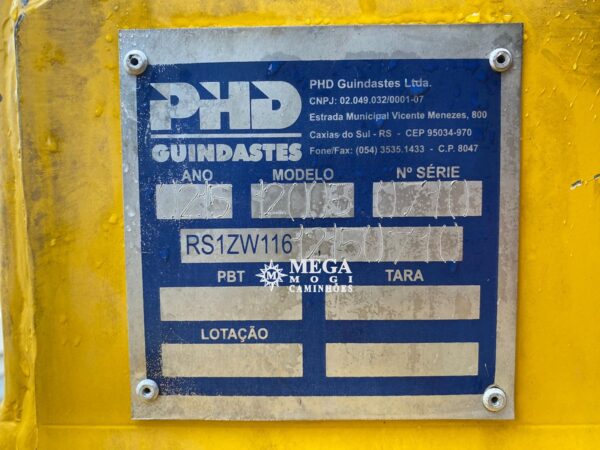 PHD
GUINDASTES
PHD Guindastes Ltda.
CNPJ: 02.049.032/0001-07
Estrada Municipal Vicente Menezes, 800
Caxias do Sul - RS - CEP 95034-970
Fone/Fax: (054) 3535.1433 - C.P. 8047
ANO MODELO Nº SÉRIE
RS1ZW116
MEGA
MOGI
CAMINHÕES
PBT TARA
LOTAÇÃO